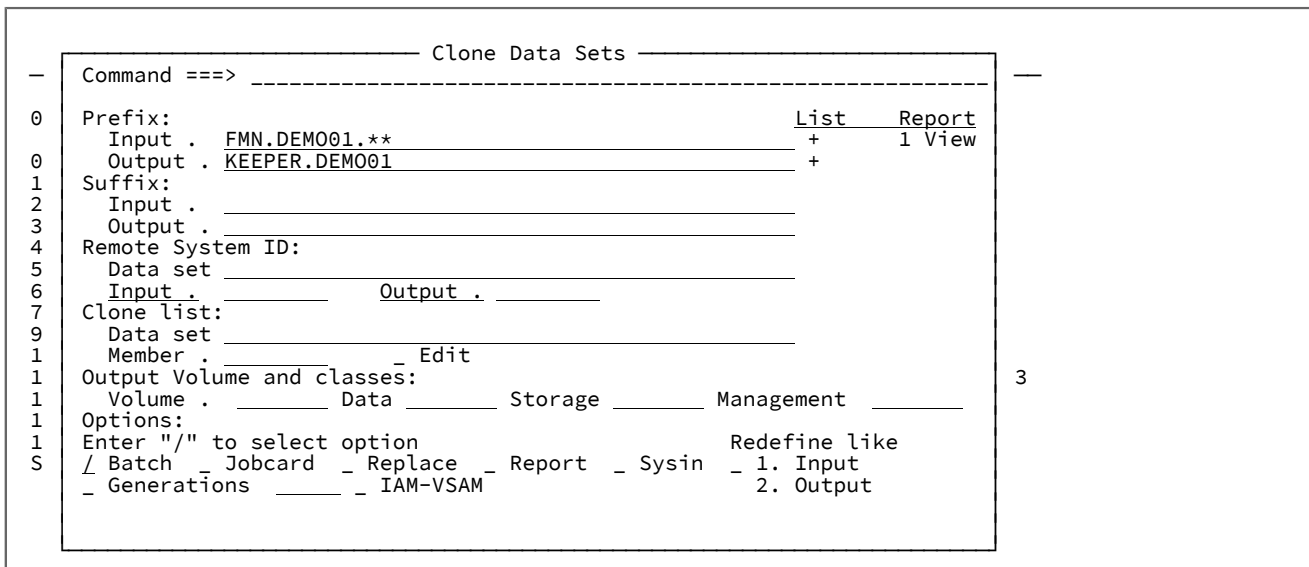 Clone Data Sets
Command ===>
0 Prefix: List Report
Input . FMN.DEMO01.** + 1 View
0 Output . KEEPER.DEMO01 +
1 Suffix:
2 Input .
3 Output .
4 Remote System ID:
5 Data set
6 Input . Output .
7 Clone list:
9 Data set
1 Member . _ Edit
1 Output Volume and classes: 3
1 Volume . Data Storage Management
1 Options:
1 Enter "/" to select option Redefine like
S / Batch _ Jobcard _ Replace _ Report _ Sysin _ 1. Input
_ Generations _ IAM-VSAM 2. Output